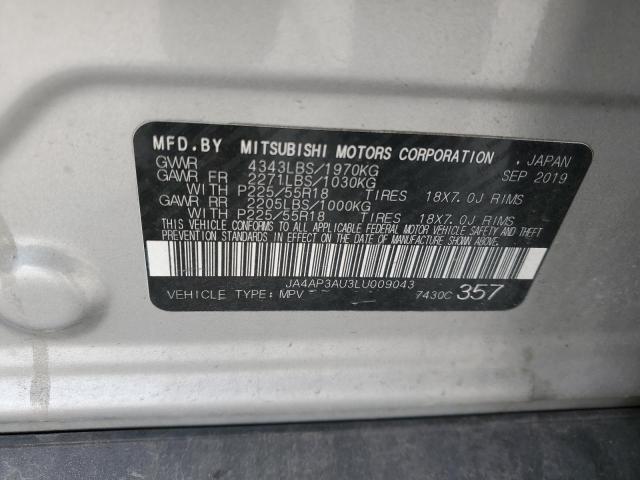 MFD.BY MITSUBISHI MOTORS CORPORATION . JAPAN
SEP 2019
GVWR 4343LBS/1970KG
GAWR FR 2271LBS/1030KG
WITH P225/55R18 TIRES 18X7.0J RIMS
GAWR RR 2205LBS/1000KG
WITH P225/55R18 TIRES 18X7.0J RIMS
THIS VEHICLE CONFORMS TO ALL APPLICABLE FEDERAL MOTOR VEHICLE SAFETY AND THEFT
PREVENTION STANDARDS IN EFFECT ON THE DATE OF MANUFACTURE SHOWN ABOVE.
JA4AP3AU3LU009043
VEHICLE TYPE: MPV 7430C 357